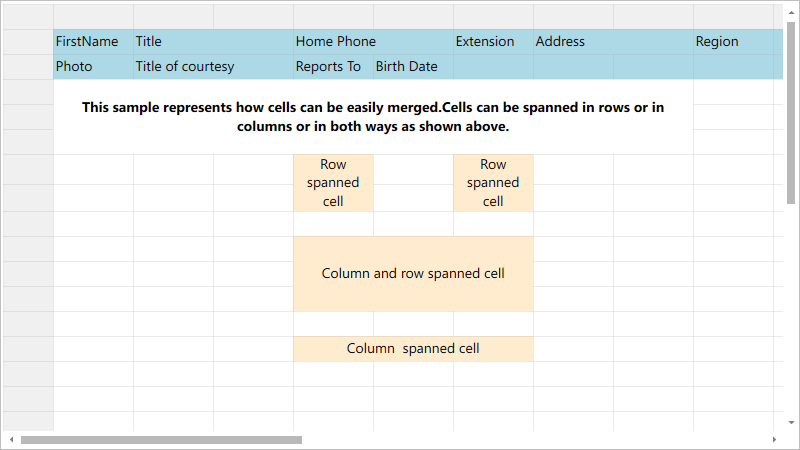 FirstName Title Home Phone Extension Address Region
Photo Title of courtesy Reports To Birth Date
This sample represents how cells can be easily merged.Cells can be spanned in rows or in
columns or in both ways as shown above.
Row
spanned
cell
Row
spanned
cell
Column and row spanned cell
Column  spanned cell